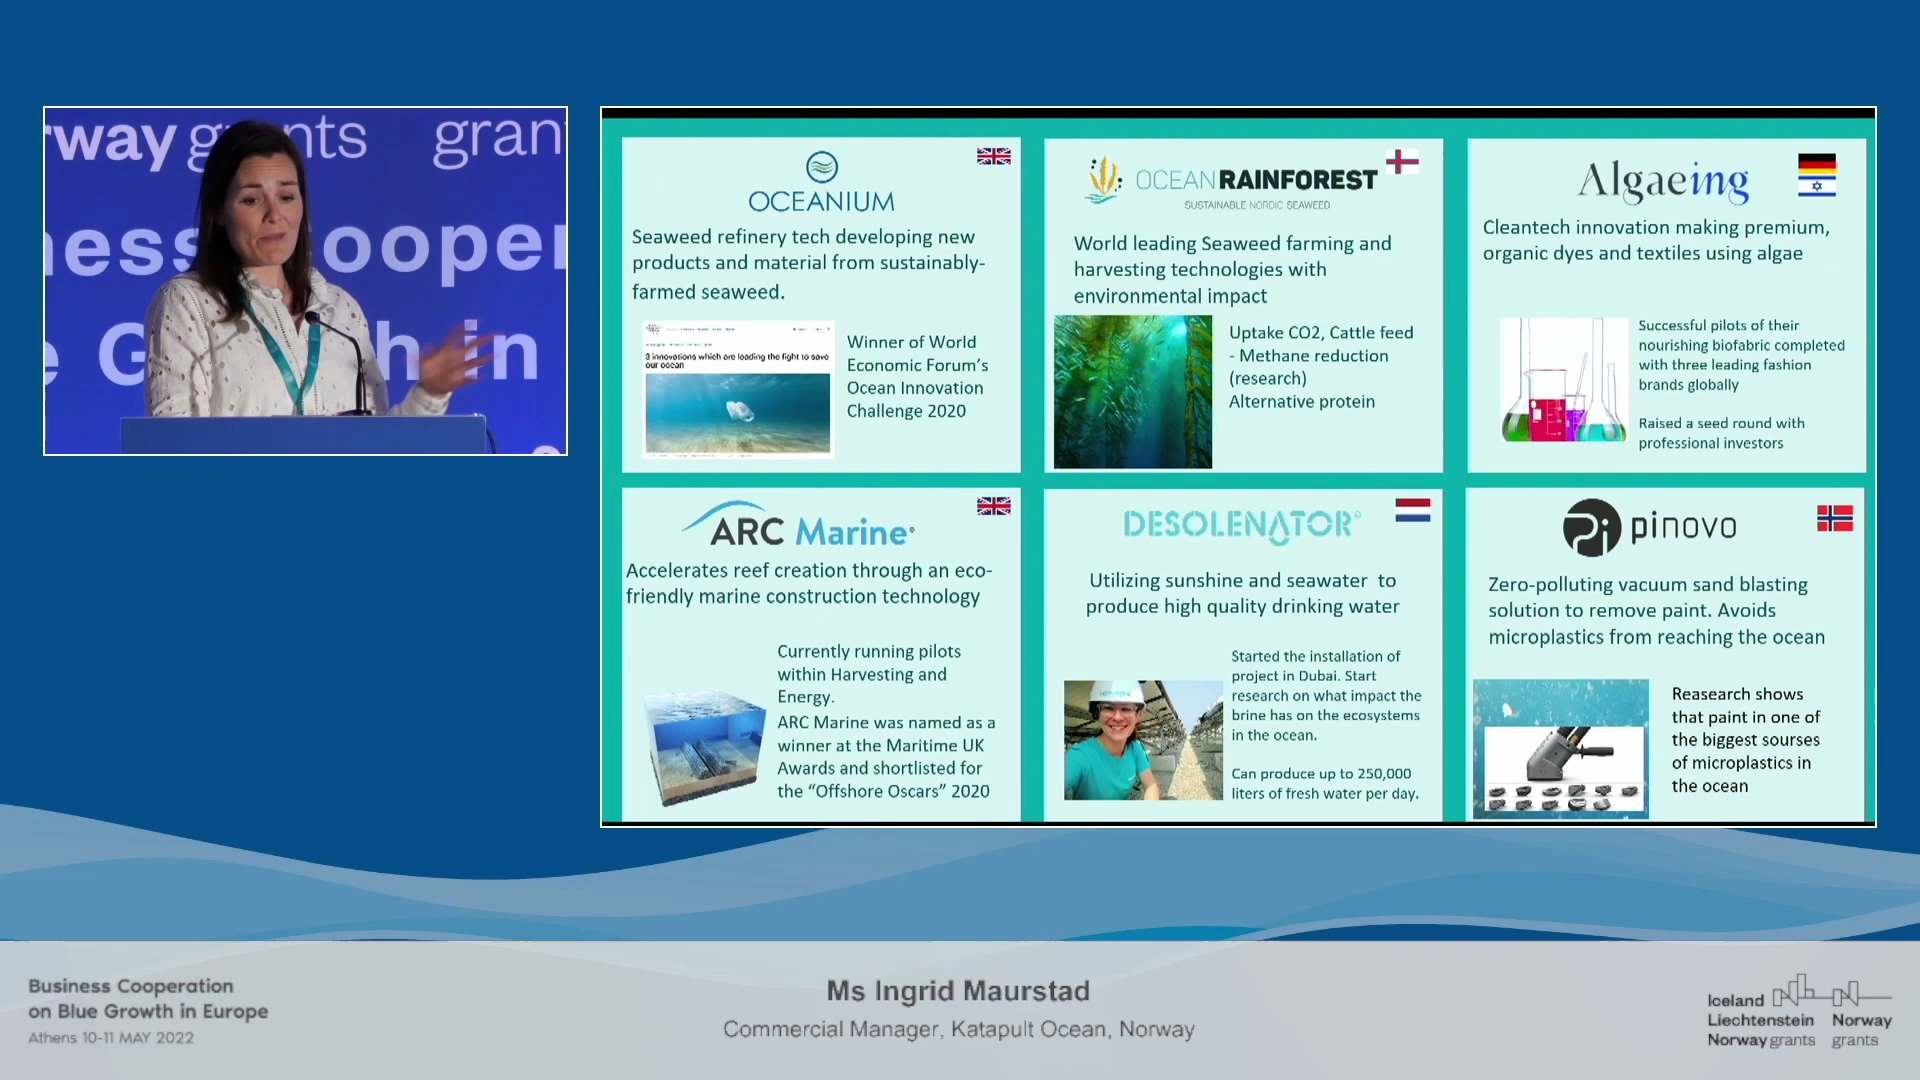 rway grants gran
ness Cooper
e G h in
OCEANIUM
Seaweed refinery tech developing new
products and material from sustainably-
farmed seaweed.
3 innovations which are leading the fight to save
our ocean
Winner of World
Economic Forum's
Ocean Innovation
Challenge 2020
OCEAN RAINFOREST
SUSTAINABLE NORDIC SEAWEED
World leading Seaweed farming and
harvesting technologies with
environmental impact
Uptake CO2, Cattle feed
- Methane reduction
(research)
Alternative protein
Algaeing
Cleantech innovation making premium,
organic dyes and textiles using algae
Successful pilots of their
nourishing biofabric completed
with three leading fashion
brands globally
Raised a seed round with
professional investors
ARC Marine®
Accelerates reef creation through an eco-
friendly marine construction technology
Currently running pilots
within Harvesting and
Energy.
ARC Marine was named as a
winner at the Maritime UK
Awards and shortlisted for
the “Offshore Oscars” 2020
DESOLENATOR
Utilizing sunshine and seawater to
produce high quality drinking water
Started the installation of
project in Dubai. Start
research on what impact the
brine has on the ecosystems
in the ocean.
Can produce up to 250,000
liters of fresh water per day.
Pi pinovo
Zero-polluting vacuum sand blasting
solution to remove paint. Avoids
microplastics from reaching the ocean
Reasearch shows
that paint in one of
the biggest sourses
of microplastics in
the ocean
Business Cooperation
on Blue Growth in Europe
Athens 10-11 MAY 2022
Ms Ingrid Maurstad
Commercial Manager, Katapult Ocean, Norway
Iceland
Liechtenstein Norway
Norway grants grants